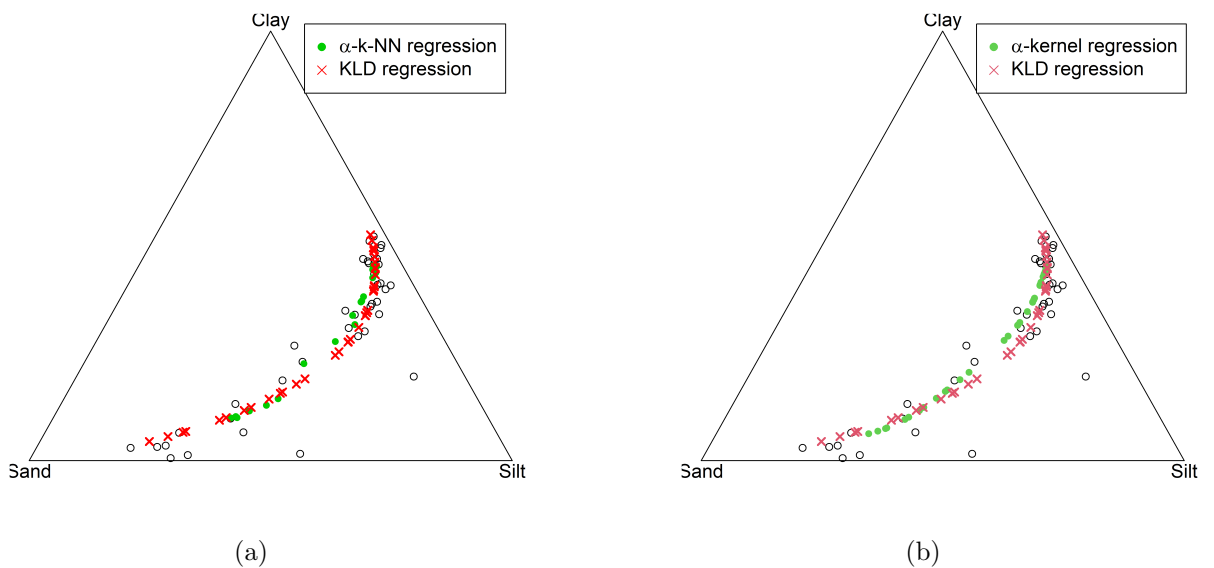 Clay
α-k-NN regression
KLD regression
Sand
Silt
(a)
Clay
α-kernel regression
KLD regression
Sand
Silt
(b)